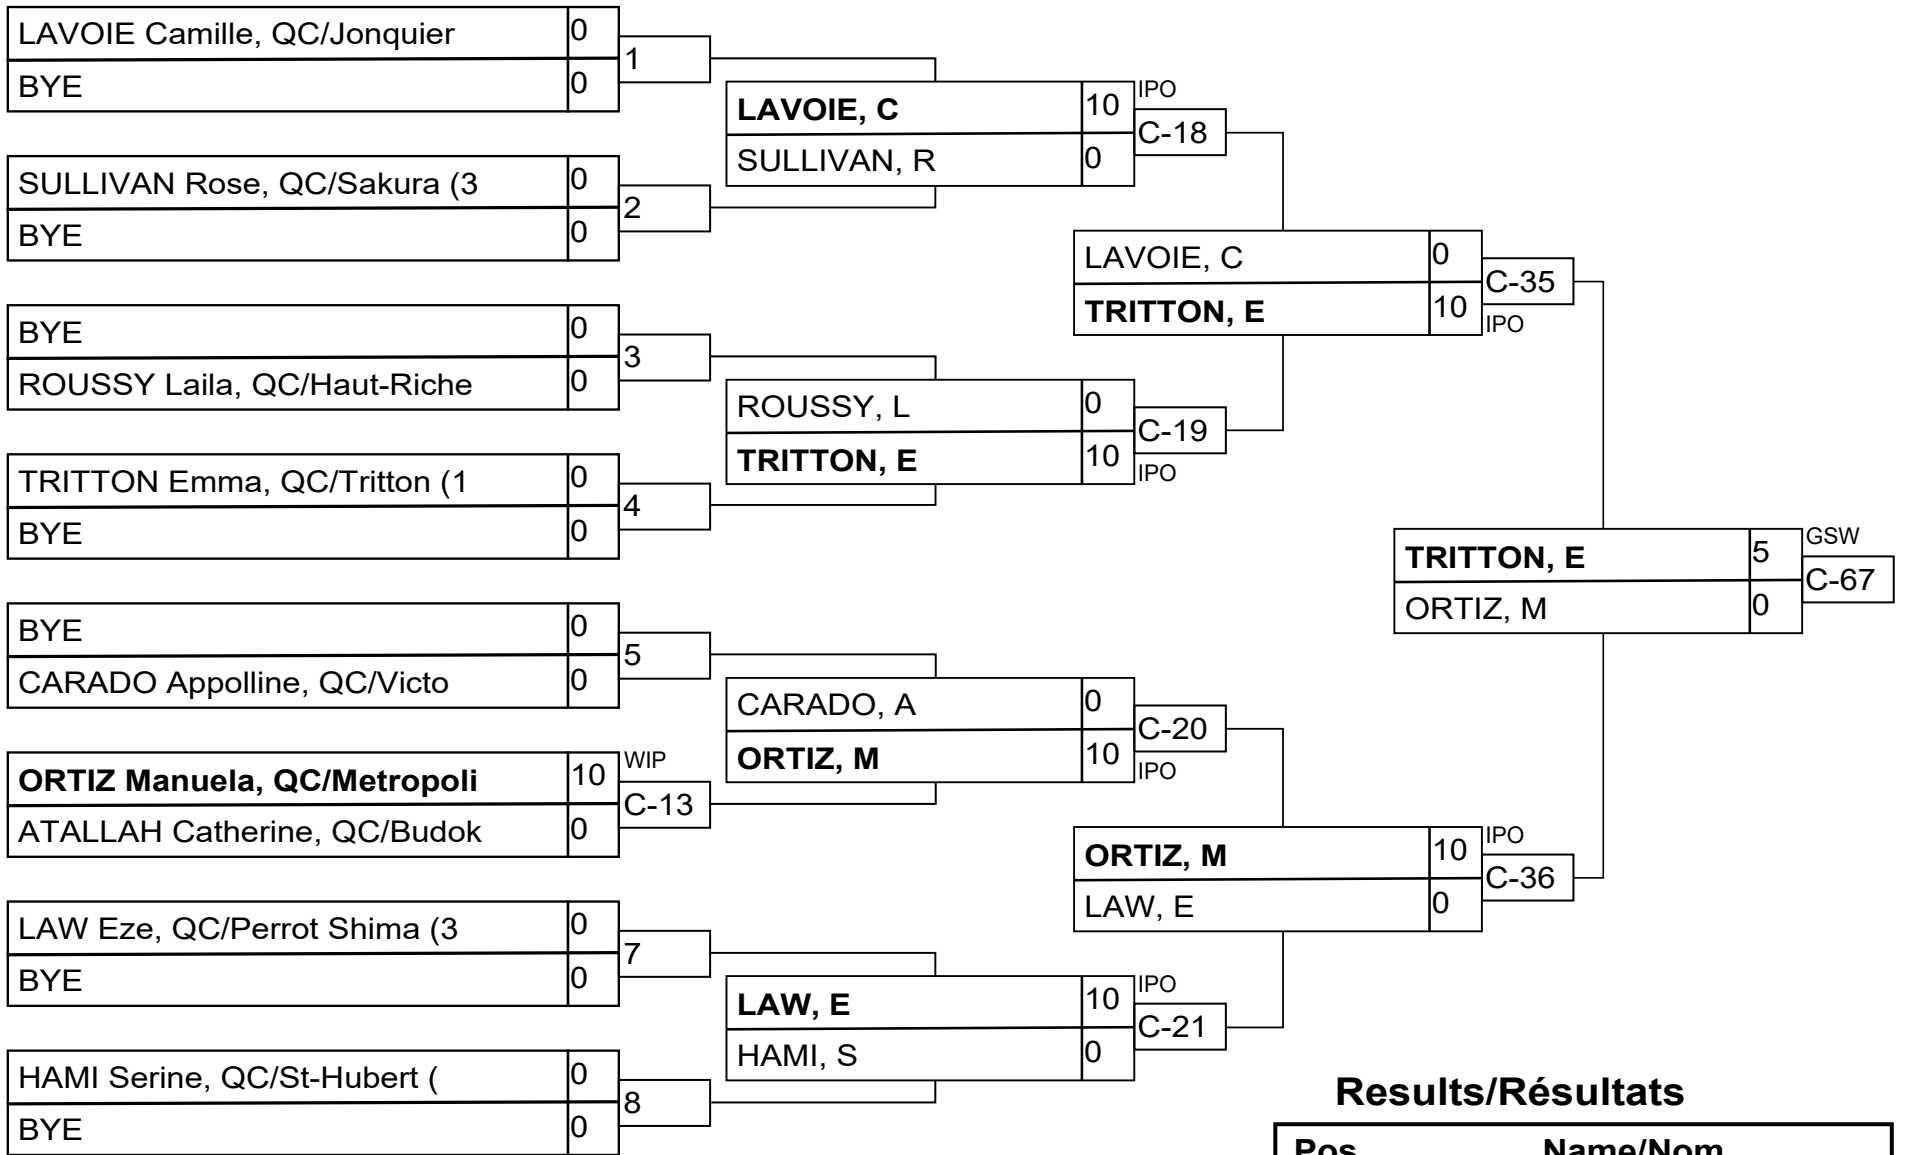 LAVOIE Camille, QC/Jonquier 0
BYE 0
1
SULLIVAN Rose, QC/Sakura (3 0
BYE 0
2
BYE 0
ROUSSY Laila, QC/Haut-Riche 0
3
TRITTON Emma, QC/Tritton (1 0
BYE 0
4
BYE 0
CARADO Appolline, QC/Victo 0
5
ORTIZ Manuela, QC/Metropoli 10 WIP
ATALLAH Catherine, QC/Budok 0
C-13
LAW Eze, QC/Perrot Shima (3 0
BYE 0
7
HAMI Serine, QC/St-Hubert ( 0
BYE 0
8
LAVOIE, C 10 IPO
SULLIVAN, R 0
C-18
ROUSSY, L 0
TRITTON, E 10 IPO
C-19
CARADO, A 0
ORTIZ, M 10 IPO
C-20
LAW, E 10 IPO
HAMI, S 0
C-21
LAVOIE, C 0
TRITTON, E 10 IPO
C-35
ORTIZ, M 10 IPO
LAW, E 0
C-36
TRITTON, E 5 GSW
ORTIZ, M 0
C-67
Results/Résultats
Pos Name/Nom